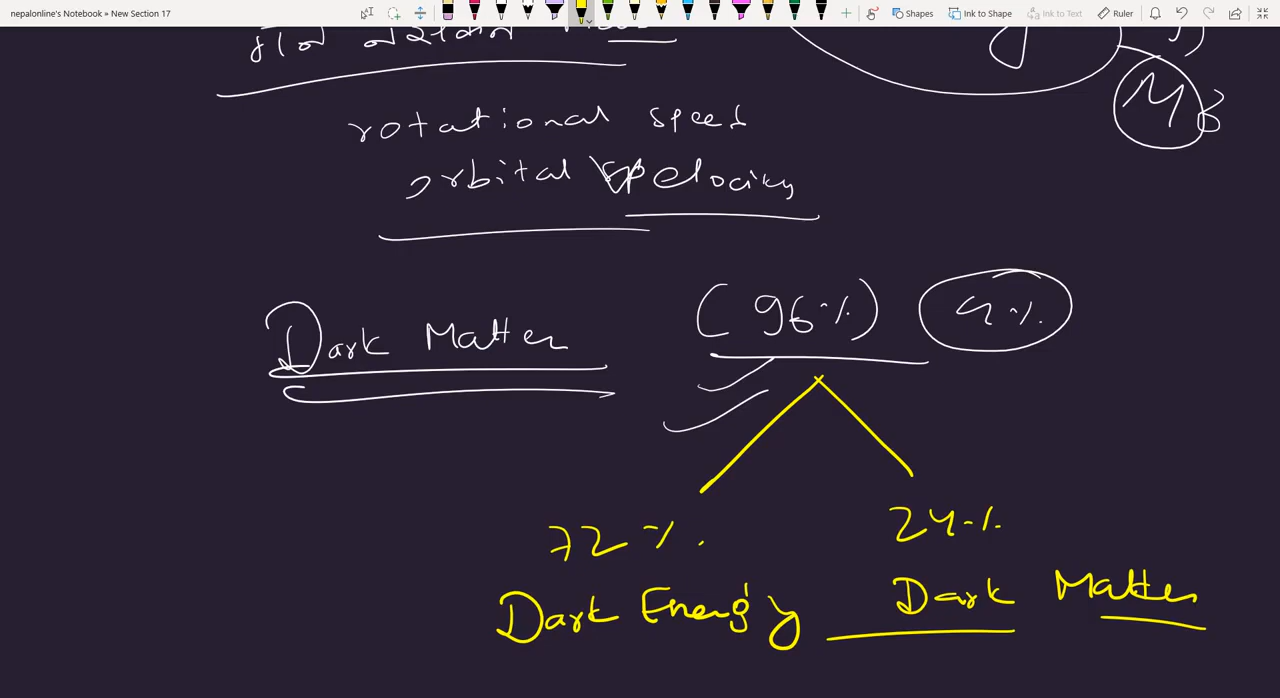 nepalonline's Notebook » New Section 17
Shapes Ink to Shape Ink to Text Ruler
rotational speed
orbital velocity
Dark Matter (96%) 4%
72% 24%
Dark Energy Dark Matter